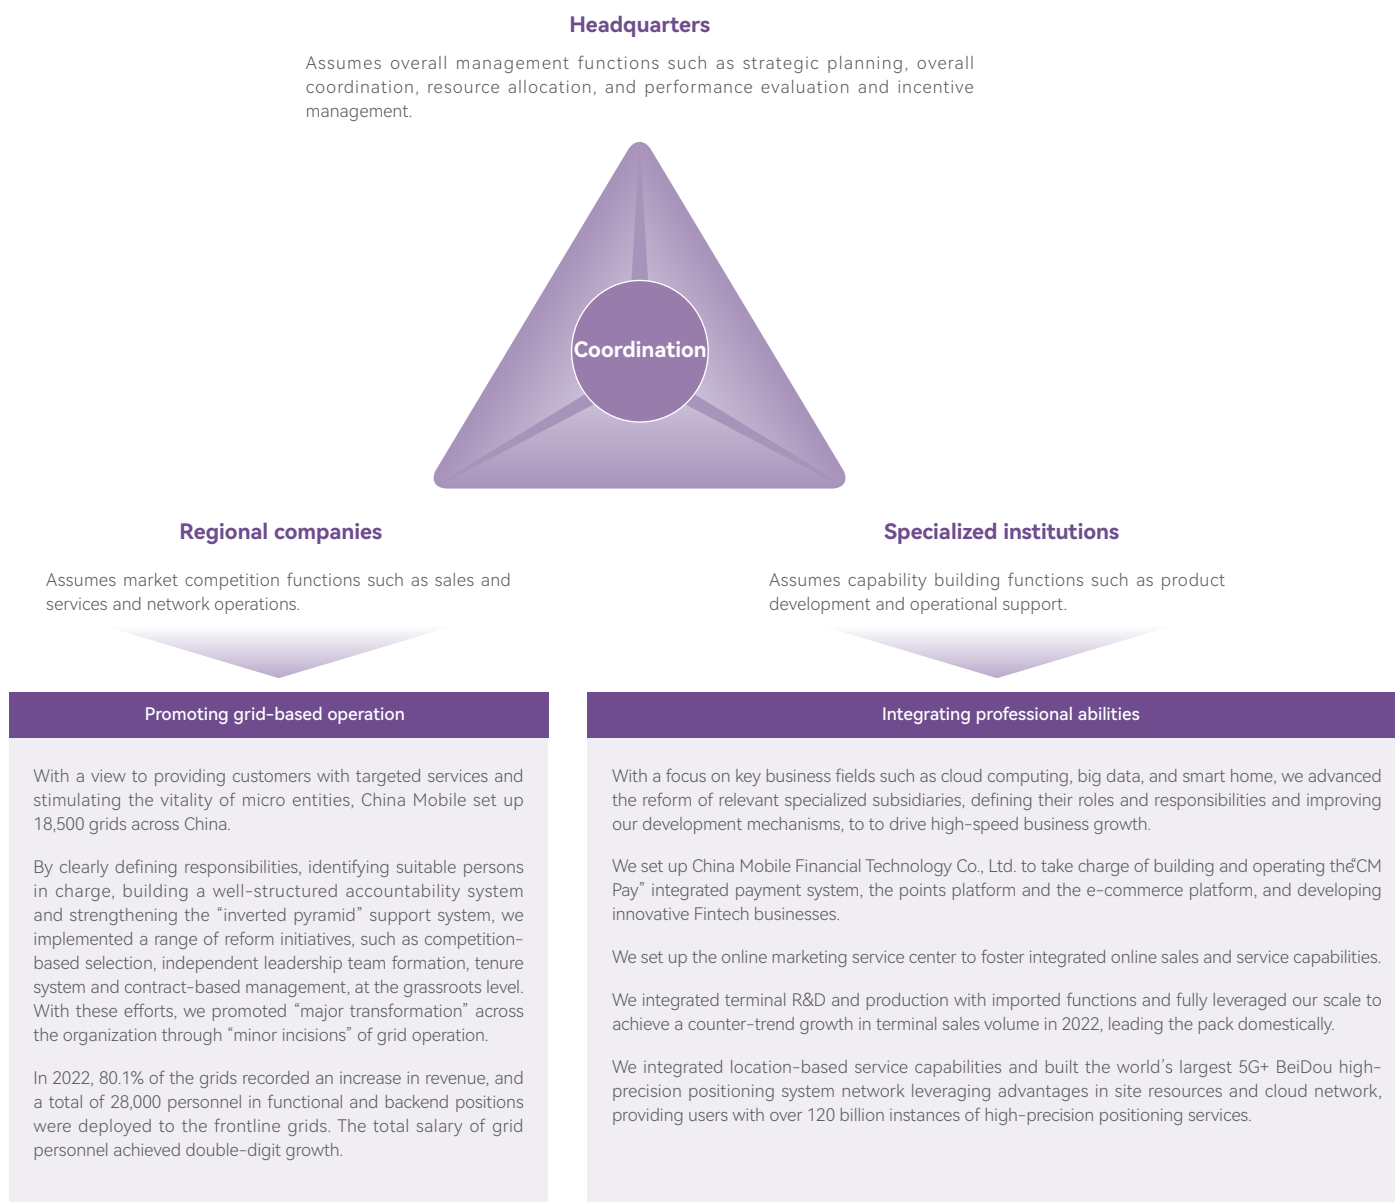 Headquarters
Assumes overall management functions such as strategic planning, overall
coordination, resource allocation, and performance evaluation and incentive
management.
Coordination
Regional companies
Assumes market competition functions such as sales and
services and network operations.
Specialized institutions
Assumes capability building functions such as product
development and operational support.
Promoting grid-based operation
With a view to providing customers with targeted services and
stimulating the vitality of micro entities, China Mobile set up
18,500 grids across China.
By clearly defining responsibilities, identifying suitable persons
in charge, building a well-structured accountability system
and strengthening the “inverted pyramid” support system, we
implemented a range of reform initiatives, such as competition-
based selection, independent leadership team formation, tenure
system and contract-based management, at the grassroots level.
With these efforts, we promoted “major transformation” across
the organization through “minor incisions” of grid operation.
In 2022, 80.1% of the grids recorded an increase in revenue, and
a total of 28,000 personnel in functional and backend positions
were deployed to the frontline grids. The total salary of grid
personnel achieved double-digit growth.
Integrating professional abilities
With a focus on key business fields such as cloud computing, big data, and smart home, we advanced
the reform of relevant specialized subsidiaries, defining their roles and responsibilities and improving
our development mechanisms, to to drive high-speed business growth.
We set up China Mobile Financial Technology Co., Ltd. to take charge of building and operating the“CM
Pay” integrated payment system, the points platform and the e-commerce platform, and developing
innovative Fintech businesses.
We set up the online marketing service center to foster integrated online sales and service capabilities.
We integrated terminal R&D and production with imported functions and fully leveraged our scale to
achieve a counter-trend growth in terminal sales volume in 2022, leading the pack domestically.
We integrated location-based service capabilities and built the world’s largest 5G+ BeiDou high-
precision positioning system network leveraging advantages in site resources and cloud network,
providing users with over 120 billion instances of high-precision positioning services.